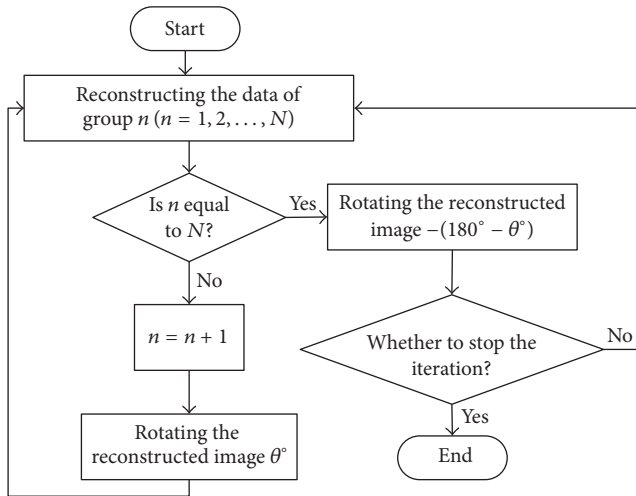 Start
Reconstructing the data of
group n (n = 1, 2, . . . , N)
Is n equal
to N?
Yes
Rotating the reconstructed
image −(180° − θ°)
No
n = n + 1
Whether to stop the
iteration?
No
Rotating the
reconstructed image θ°
Yes
End